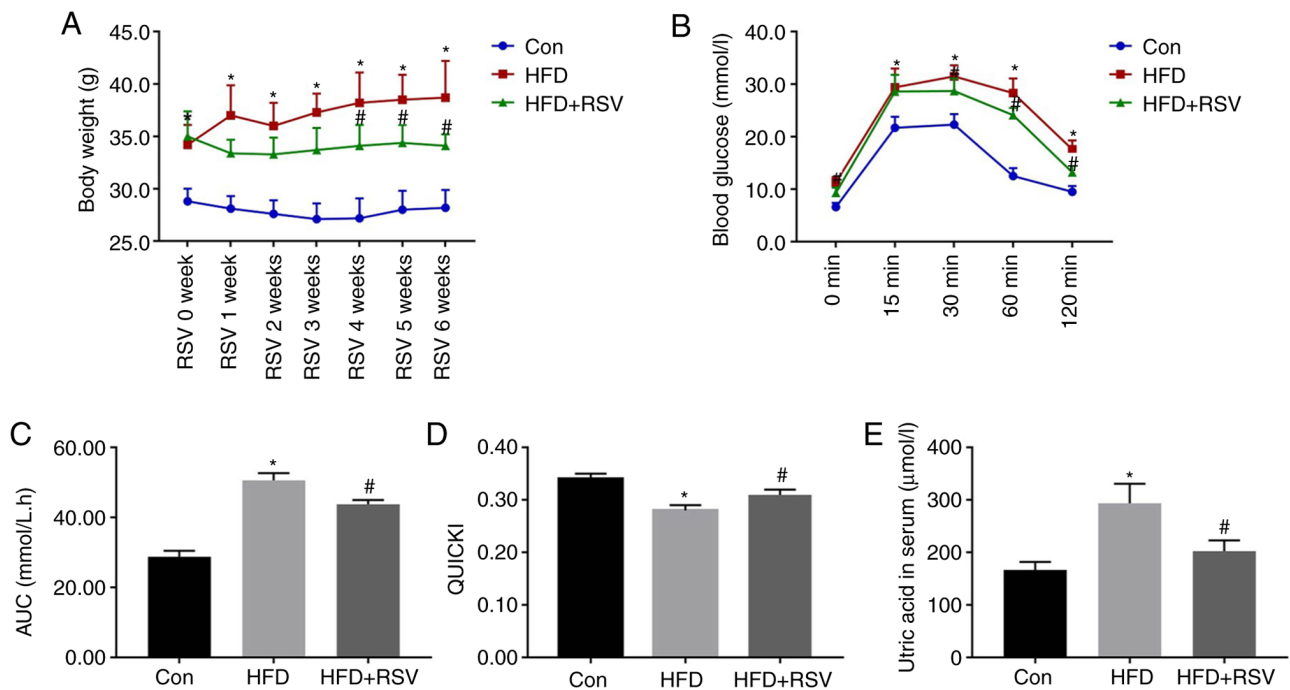 A
45.0
40.0
35.0
30.0
25.0
Body weight (g)
* * * * * * *
# # #
RSV 0 week
RSV 1 week
RSV 2 weeks
RSV 3 weeks
RSV 4 weeks
RSV 5 weeks
RSV 6 weeks
Con
HFD
HFD+RSV
B
40.0
30.0
20.0
10.0
0.0
Blood glucose (mmol/l)
* * * *
# # # #
0 min
15 min
30 min
60 min
120 min
Con
HFD
HFD+RSV
C
60.00
40.00
20.00
0.00
AUC (mmol/L.h)
*
#
Con
HFD
HFD+RSV
D
0.40
0.30
0.20
0.10
0.00
QUICKI
*
#
Con
HFD
HFD+RSV
E
400
300
200
100
0
Utric acid in serum (μmol/l)
*
#
Con
HFD
HFD+RSV